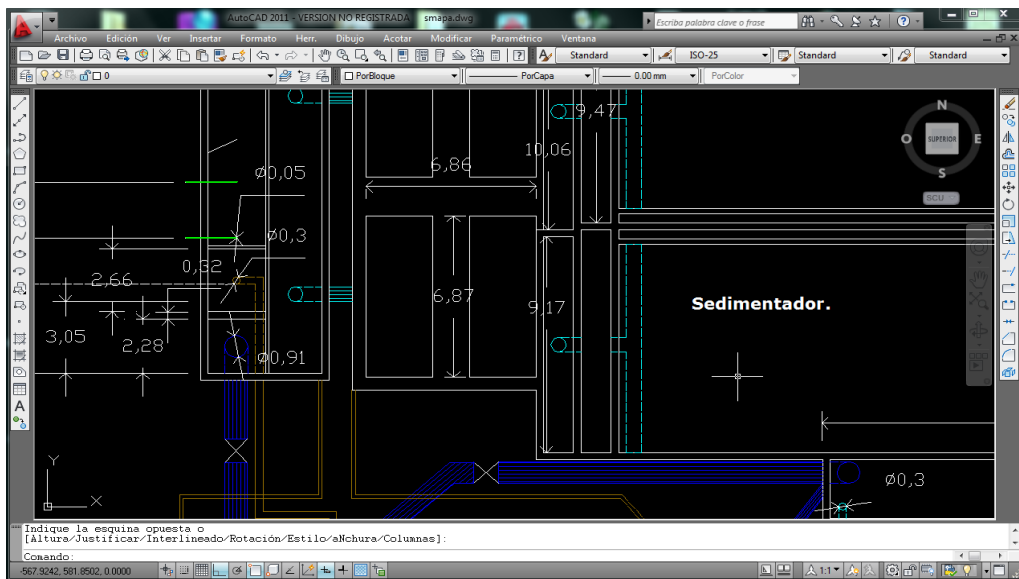 AutoCAD 2011 - VERSION NO REGISTRADA smapa.dwg
Escriba palabra clave o frase
Archivo Edición Ver Insertar Formato Herr. Dibujo Acotar Modificar Paramétrico Ventana
Standard ISO-25 Standard Standard
0 PorBloque PorCapa 0.00 mm PorColor
9,47
N
10,06
O SUPERIOR E
6,86
ø0,05
S
SCU
ø0,3
0,32
2,66
6,87
9,17
Sedimentador.
3,05
2,28
ø0,91
A
Y
X
ø0,3
Indique la esquina opuesta o
[Altura/Justificar/Interlineado/Rotación/Estilo/aNchura/Columnas]:
Comando:
-567.9242, 581.8502, 0.0000 1:1